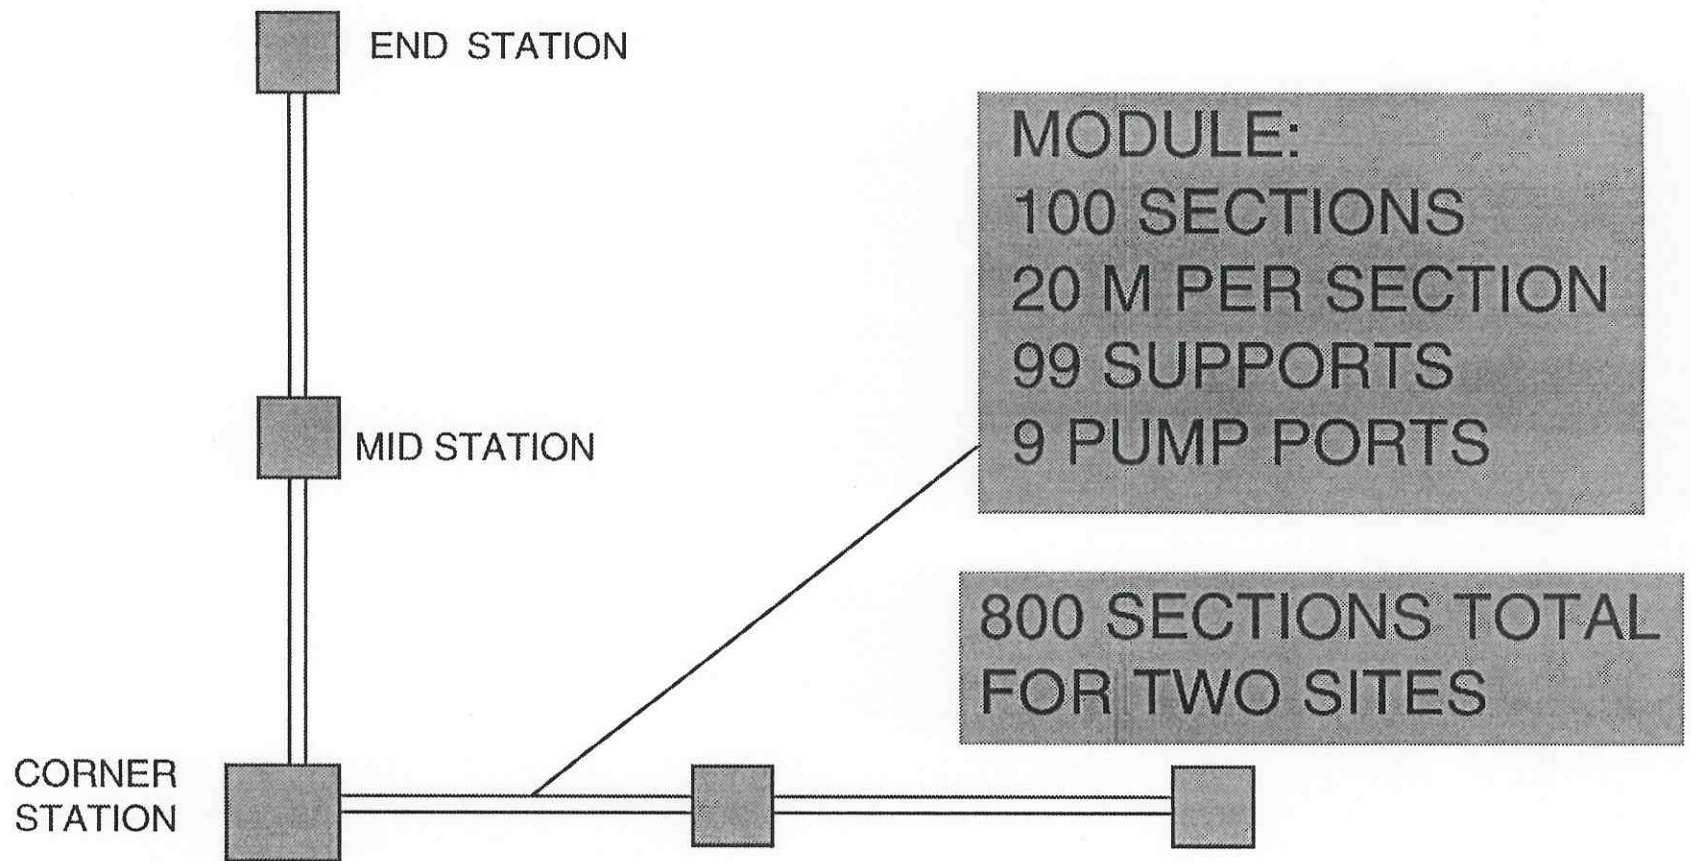 END STATION
MODULE:
100 SECTIONS
20 M PER SECTION
99 SUPPORTS
9 PUMP PORTS
MID STATION
800 SECTIONS TOTAL
FOR TWO SITES
CORNER
STATION